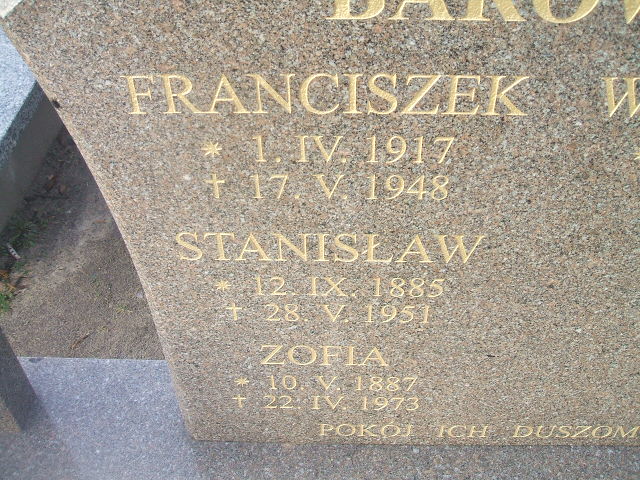 FRANCISZEK
* 1. IV. 1917
† 17. V. 1948
STANISŁAW
* 12. IX. 1885
† 28. V. 1951
ZOFIA
* 10. V. 1887
† 22. IV. 1973
POKÓJ ICH DUSZOM